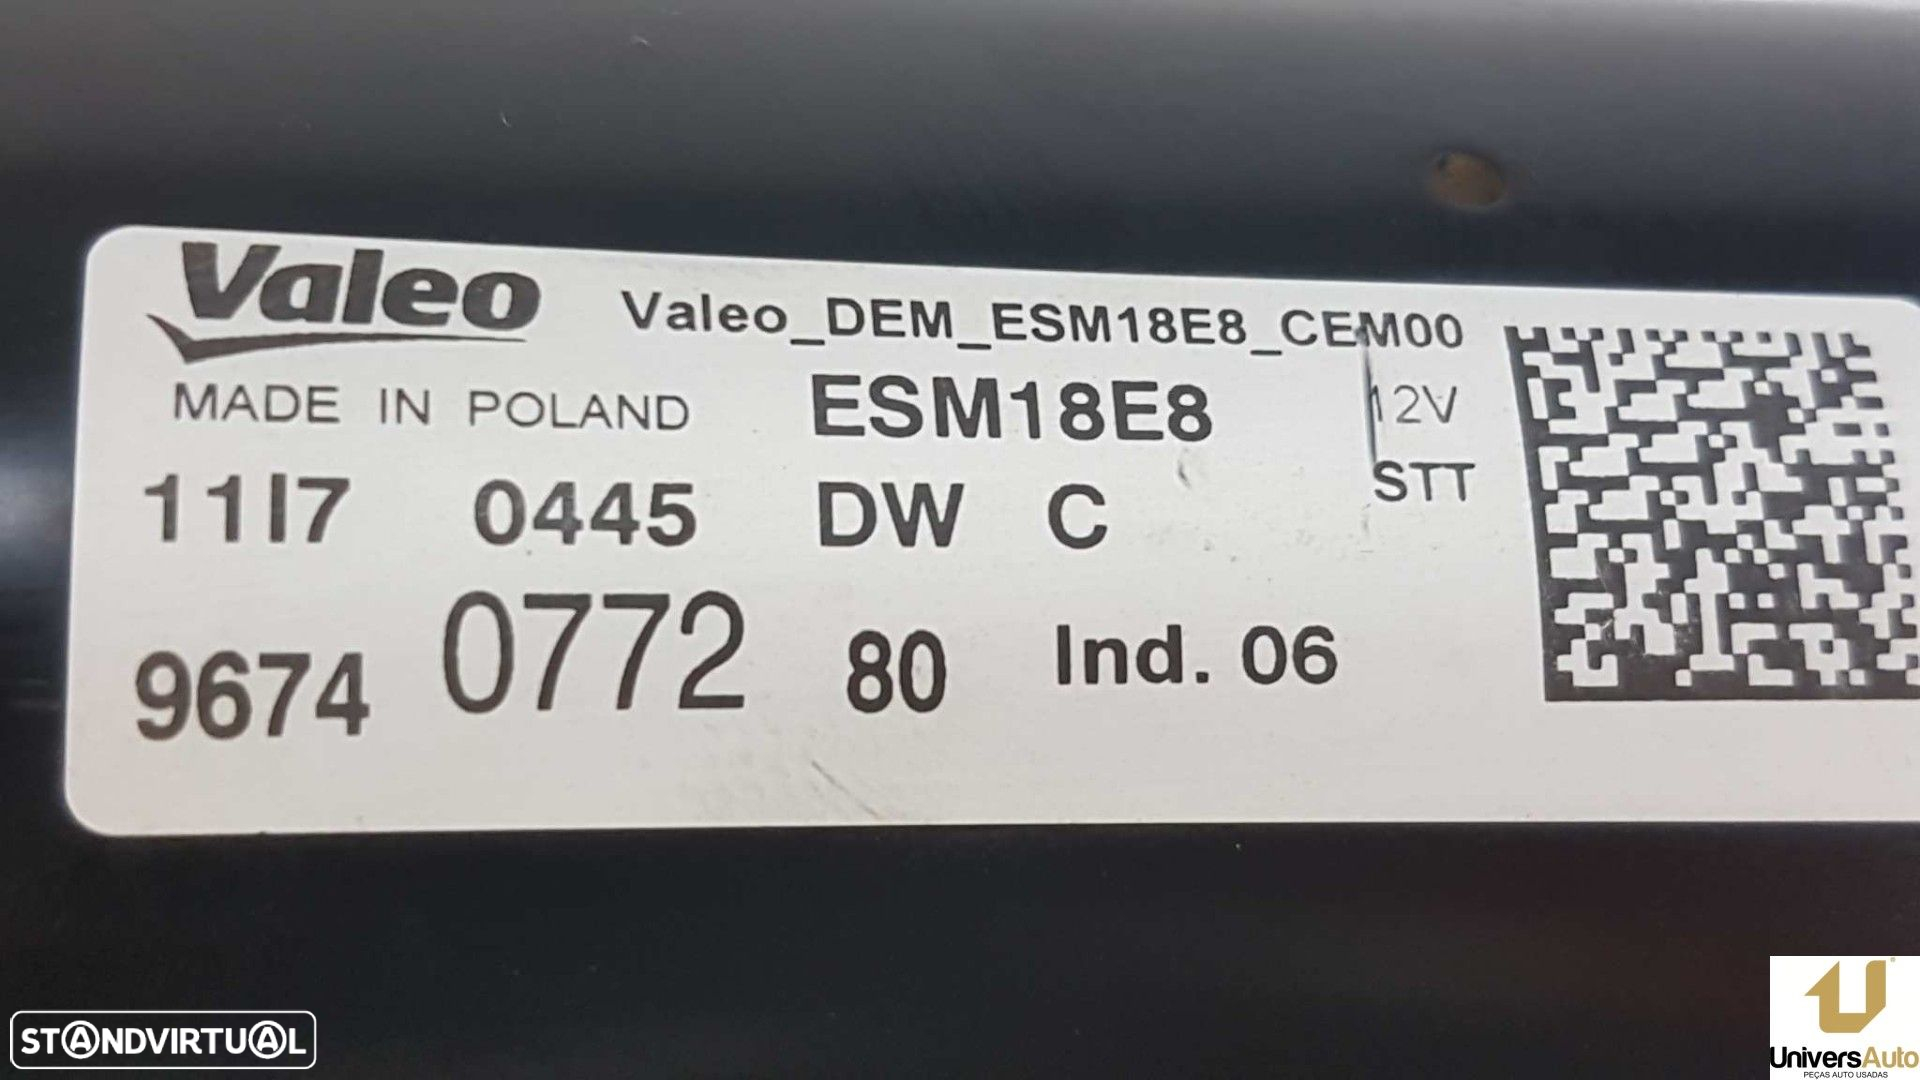 Valeo Valeo_DEM_ESM18E8_CEM00
MADE IN POLAND ESM18E8 12V
11I7 0445 DW C STT
9674 0772 80 Ind. 06
STANDVIRTUAL
UniversAuto
PEÇAS AUTO USADAS